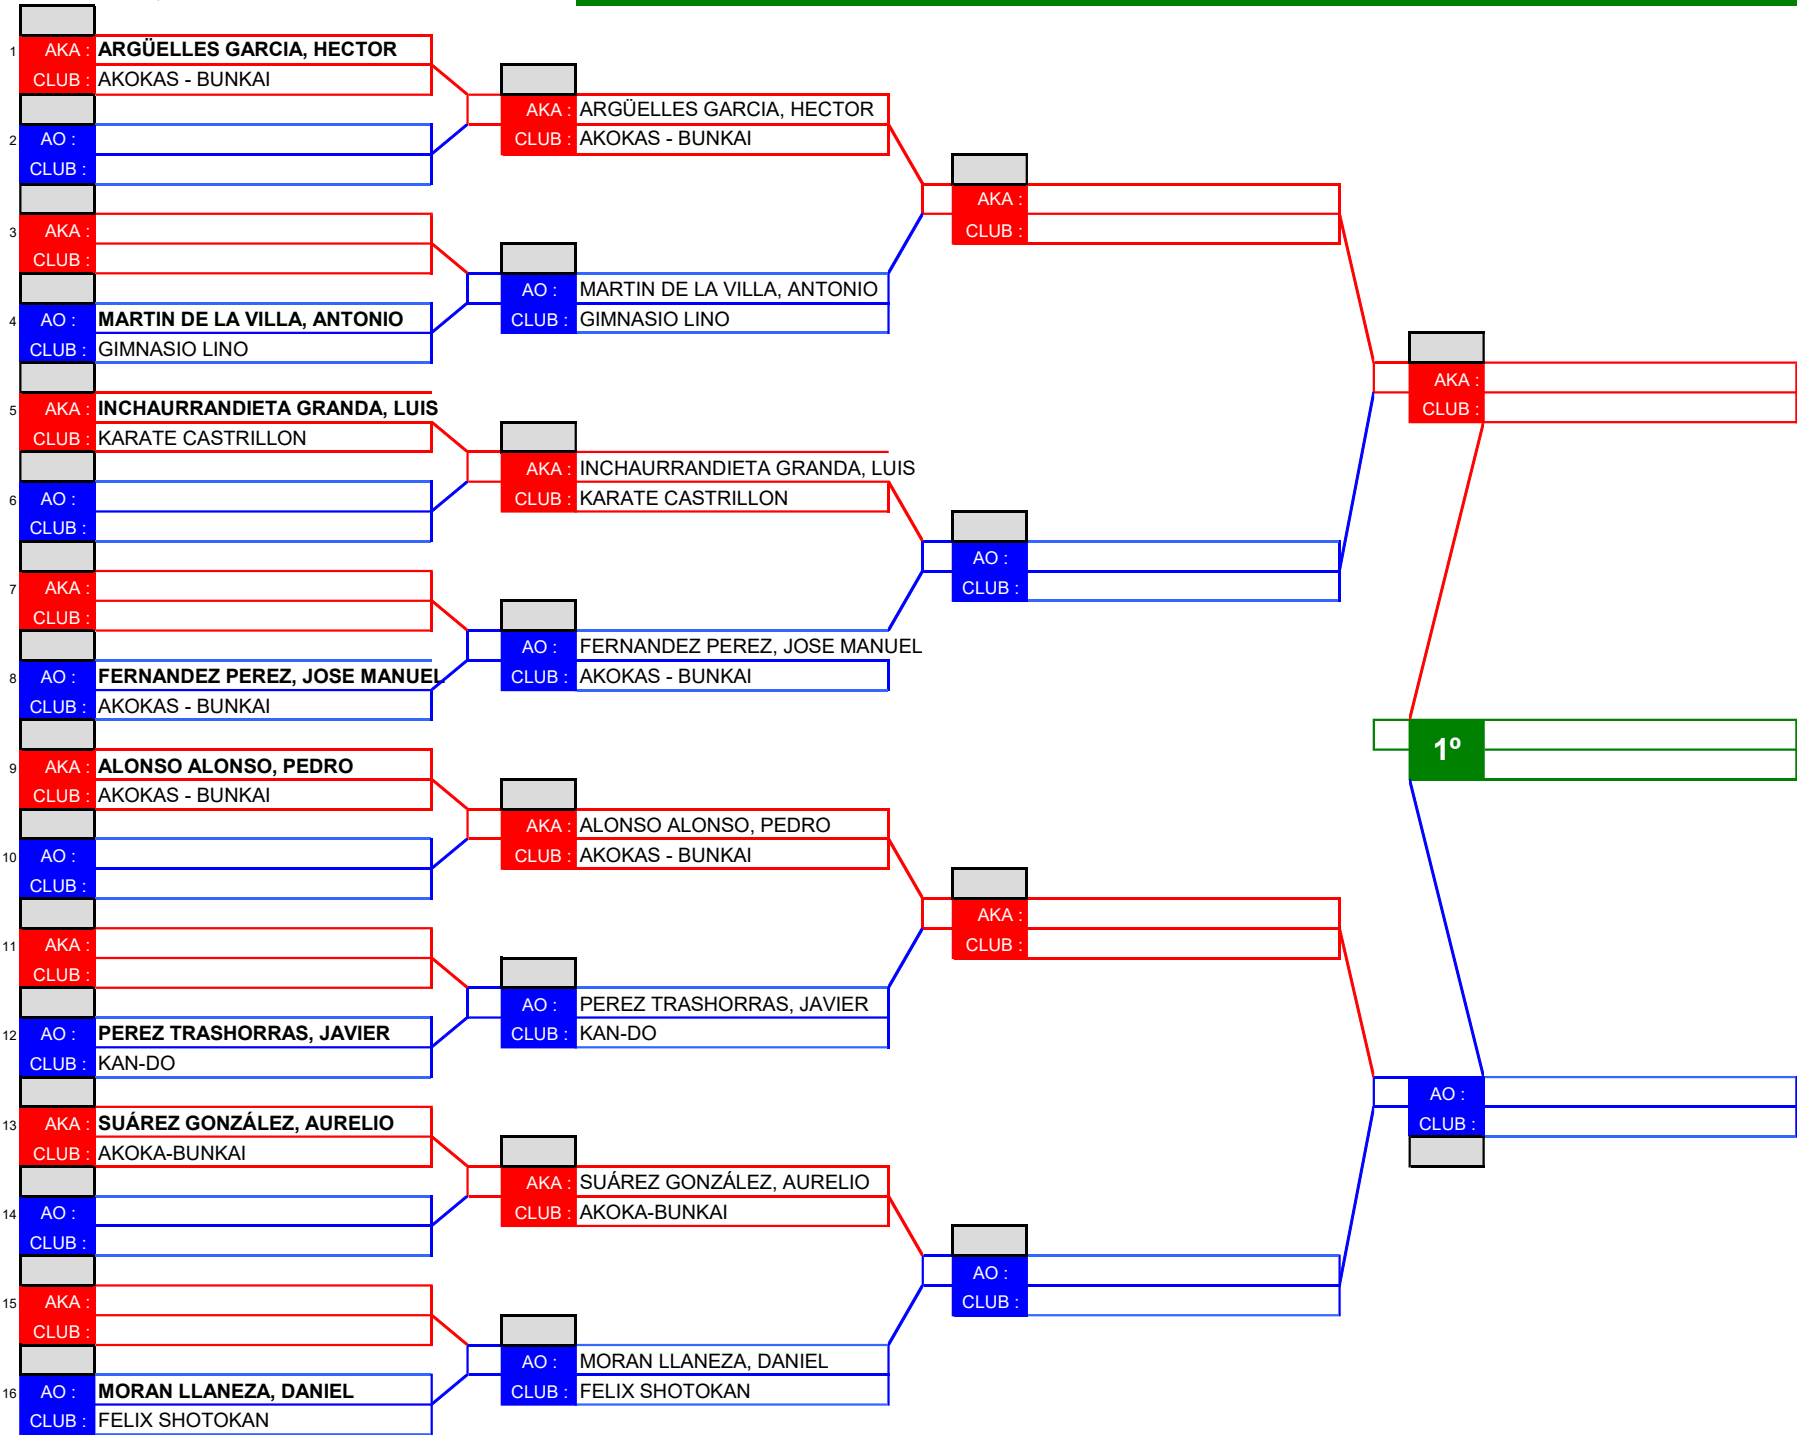 1 AKA : ARGÜELLES GARCIA, HECTOR
CLUB : AKOKAS - BUNKAI
2 AO :
CLUB :
3 AKA :
CLUB :
4 AO : MARTIN DE LA VILLA, ANTONIO
CLUB : GIMNASIO LINO
5 AKA : INCHAURRANDIETA GRANDA, LUIS
CLUB : KARATE CASTRILLON
6 AO :
CLUB :
7 AKA :
CLUB :
8 AO : FERNANDEZ PEREZ, JOSE MANUEL
CLUB : AKOKAS - BUNKAI
9 AKA : ALONSO ALONSO, PEDRO
CLUB : AKOKAS - BUNKAI
10 AO :
CLUB :
11 AKA :
CLUB :
12 AO : PEREZ TRASHORRAS, JAVIER
CLUB : KAN-DO
13 AKA : SUÁREZ GONZÁLEZ, AURELIO
CLUB : AKOKA-BUNKAI
14 AO :
CLUB :
15 AKA :
CLUB :
16 AO : MORAN LLANEZA, DANIEL
CLUB : FELIX SHOTOKAN
AKA : ARGÜELLES GARCIA, HECTOR
CLUB : AKOKAS - BUNKAI
AO : MARTIN DE LA VILLA, ANTONIO
CLUB : GIMNASIO LINO
AKA : INCHAURRANDIETA GRANDA, LUIS
CLUB : KARATE CASTRILLON
AO : FERNANDEZ PEREZ, JOSE MANUEL
CLUB : AKOKAS - BUNKAI
AKA : ALONSO ALONSO, PEDRO
CLUB : AKOKAS - BUNKAI
AO : PEREZ TRASHORRAS, JAVIER
CLUB : KAN-DO
AKA : SUÁREZ GONZÁLEZ, AURELIO
CLUB : AKOKA-BUNKAI
AO : MORAN LLANEZA, DANIEL
CLUB : FELIX SHOTOKAN
AKA :
CLUB :
AO :
CLUB :
AKA :
CLUB :
AO :
CLUB :
AKA :
CLUB :
1º
AO :
CLUB :